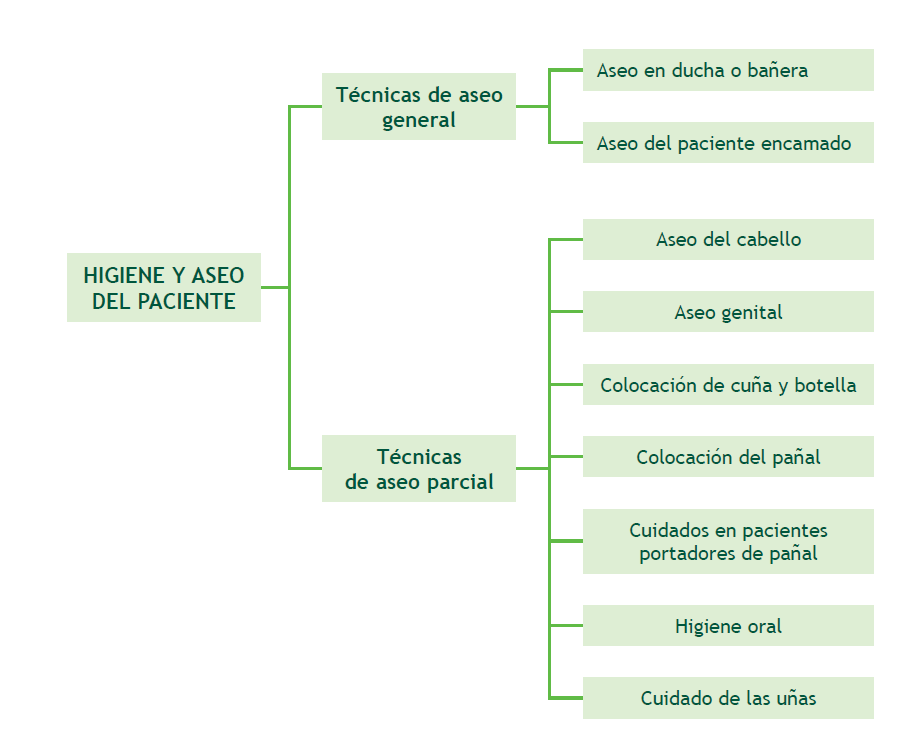 HIGIENE Y ASEO
DEL PACIENTE
Técnicas de aseo
general
Aseo en ducha o bañera
Aseo del paciente encamado
Técnicas
de aseo parcial
Aseo del cabello
Aseo genital
Colocación de cuña y botella
Colocación del pañal
Cuidados en pacientes
portadores de pañal
Higiene oral
Cuidado de las uñas